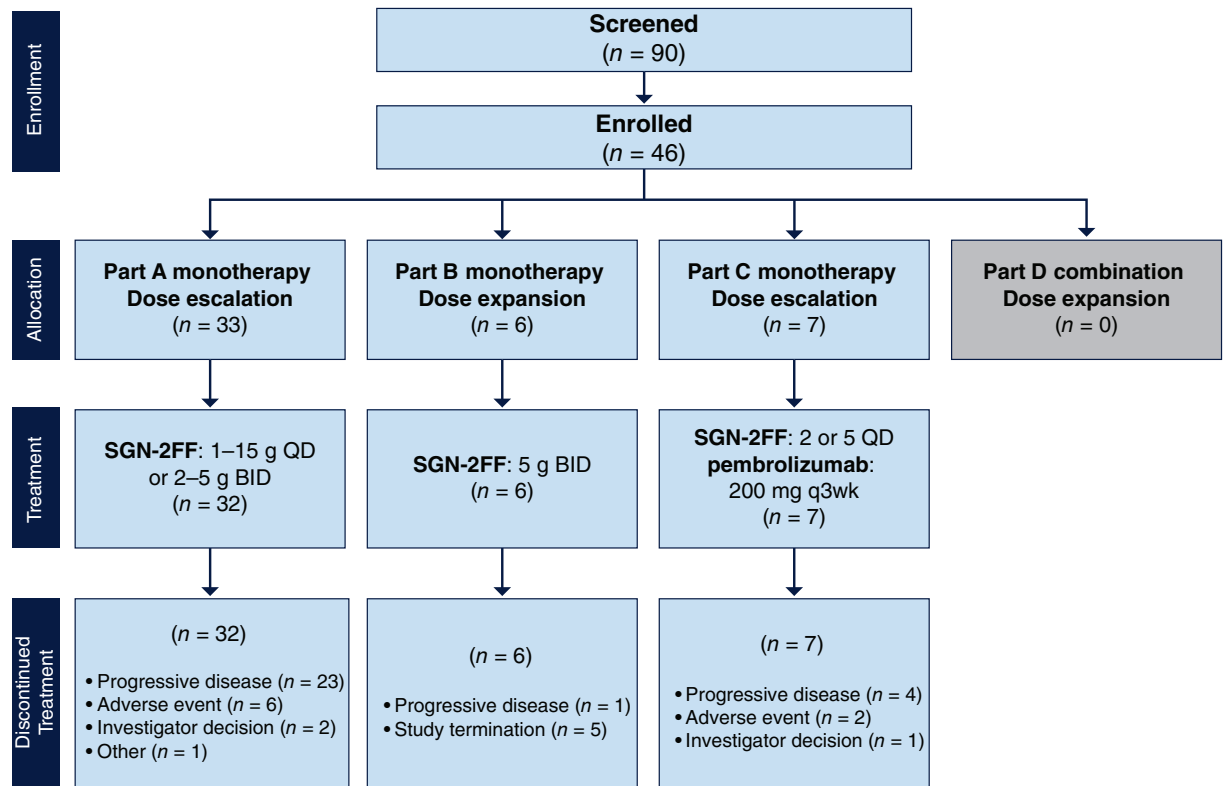 Enrollment
Screened
(n = 90)
Enrolled
(n = 46)
Allocation
Part A monotherapy
Dose escalation
(n = 33)
Part B monotherapy
Dose expansion
(n = 6)
Part C monotherapy
Dose escalation
(n = 7)
Part D combination
Dose expansion
(n = 0)
Treatment
SGN-2FF: 1–15 g QD
or 2–5 g BID
(n = 32)
SGN-2FF: 5 g BID
(n = 6)
SGN-2FF: 2 or 5 QD
pembrolizumab:
200 mg q3wk
(n = 7)
Discontinued
Treatment
(n = 32)
• Progressive disease (n = 23)
• Adverse event (n = 6)
• Investigator decision (n = 2)
• Other (n = 1)
(n = 6)
• Progressive disease (n = 1)
• Study termination (n = 5)
(n = 7)
• Progressive disease (n = 4)
• Adverse event (n = 2)
• Investigator decision (n = 1)